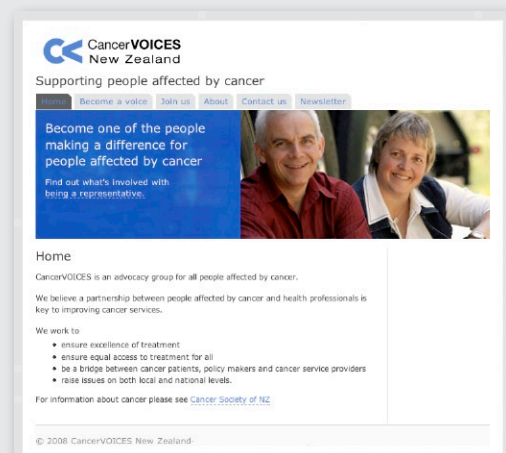 CancerVOICES
New Zealand
Supporting people affected by cancer
Home Become a voice Join us About Contact us Newsletter
Become one of the people
making a difference for
people affected by cancer
Find out what's involved with
being a representative.
Home
CancerVOICES is an advocacy group for all people affected by cancer.
We believe a partnership between people affected by cancer and health professionals is
key to improving cancer services.
We work to
• ensure excellence of treatment
• ensure equal access to treatment for all
• be a bridge between cancer patients, policy makers and cancer service providers
• raise issues on both local and national levels.
For information about cancer please see Cancer Society of NZ
© 2008 CancerVOICES New Zealand